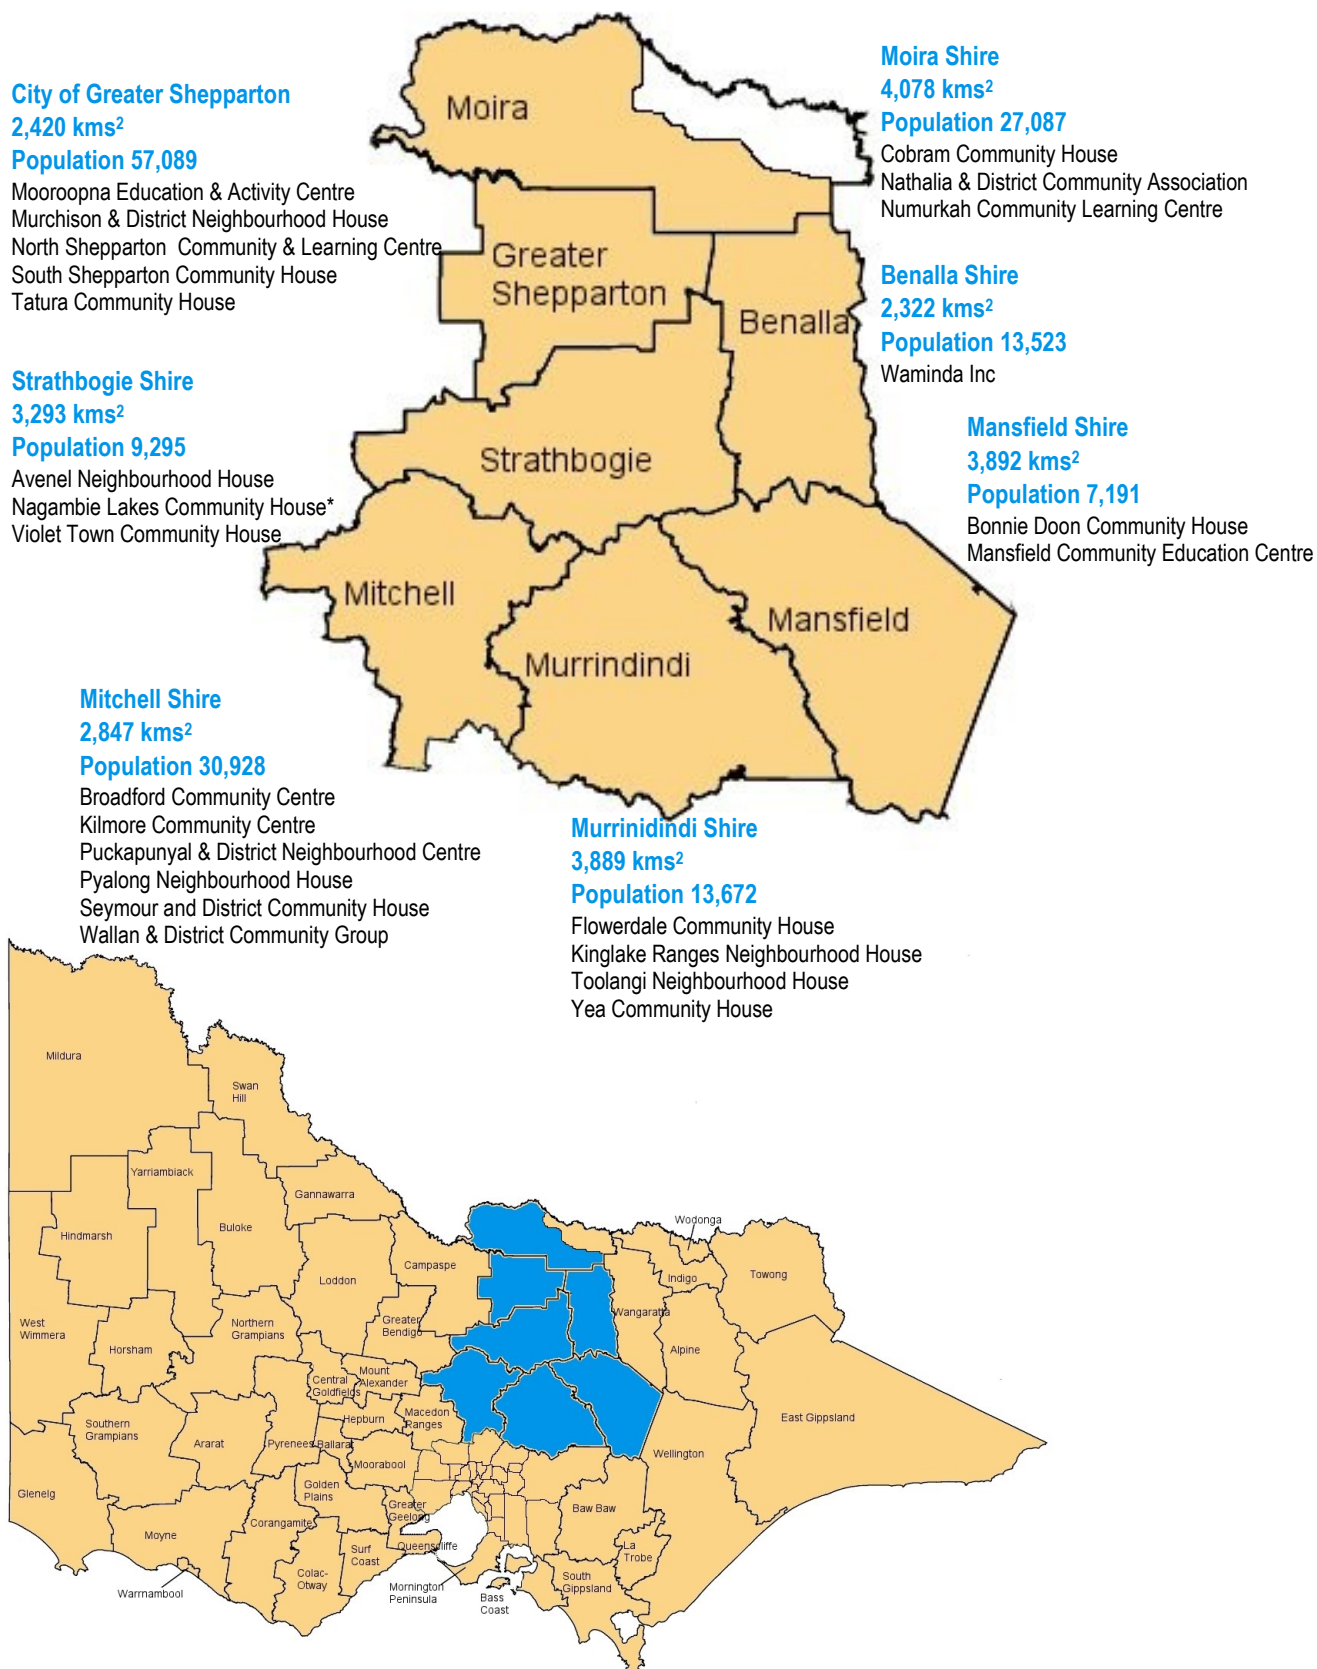 City of Greater Shepparton
2,420 kms²
Population 57,089
Mooroopna Education & Activity Centre
Murchison & District Neighbourhood House
North Shepparton  Community & Learning Centre
South Shepparton Community House
Tatura Community House
Strathbogie Shire
3,293 kms²
Population 9,295
Avenel Neighbourhood House
Nagambie Lakes Community House*
Violet Town Community House
Moira
Greater
Shepparton
Benalla
Strathbogie
Mitchell
Murrindindi
Mansfield
Moira Shire
4,078 kms²
Population 27,087
Cobram Community House
Nathalia & District Community Association
Numurkah Community Learning Centre
Benalla Shire
2,322 kms²
Population 13,523
Waminda Inc
Mansfield Shire
3,892 kms²
Population 7,191
Bonnie Doon Community House
Mansfield Community Education Centre
Mitchell Shire
2,847 kms²
Population 30,928
Broadford Community Centre
Kilmore Community Centre
Puckapunyal & District Neighbourhood Centre
Pyalong Neighbourhood House
Seymour and District Community House
Wallan & District Community Group
Murrinidindi Shire
3,889 kms²
Population 13,672
Flowerdale Community House
Kinglake Ranges Neighbourhood House
Toolangi Neighbourhood House
Yea Community House
Mildura
Swan
Hill
Yarriambiack
Gannawarra
Hindmarsh
Buloke
Loddon
Campaspe
Wodonga
Indigo
Towong
West
Wimmera
Horsham
Northern
Grampians
Greater
Bendigo
Wangaratta
Alpine
Central
Goldfields
Mount
Alexander
Southern
Grampians
Ararat
Pyrenees
Ballarat
Hepburn
Macedon
Ranges
Moorabool
East Gippsland
Wellington
Glenelg
Moyne
Corangamite
Golden
Plains
Greater
Geelong
Baw Baw
Warrnambool
Colac-
Otway
Surf
Coast
Queenscliffe
Mornington
Peninsula
Bass
Coast
South
Gippsland
La
Trobe